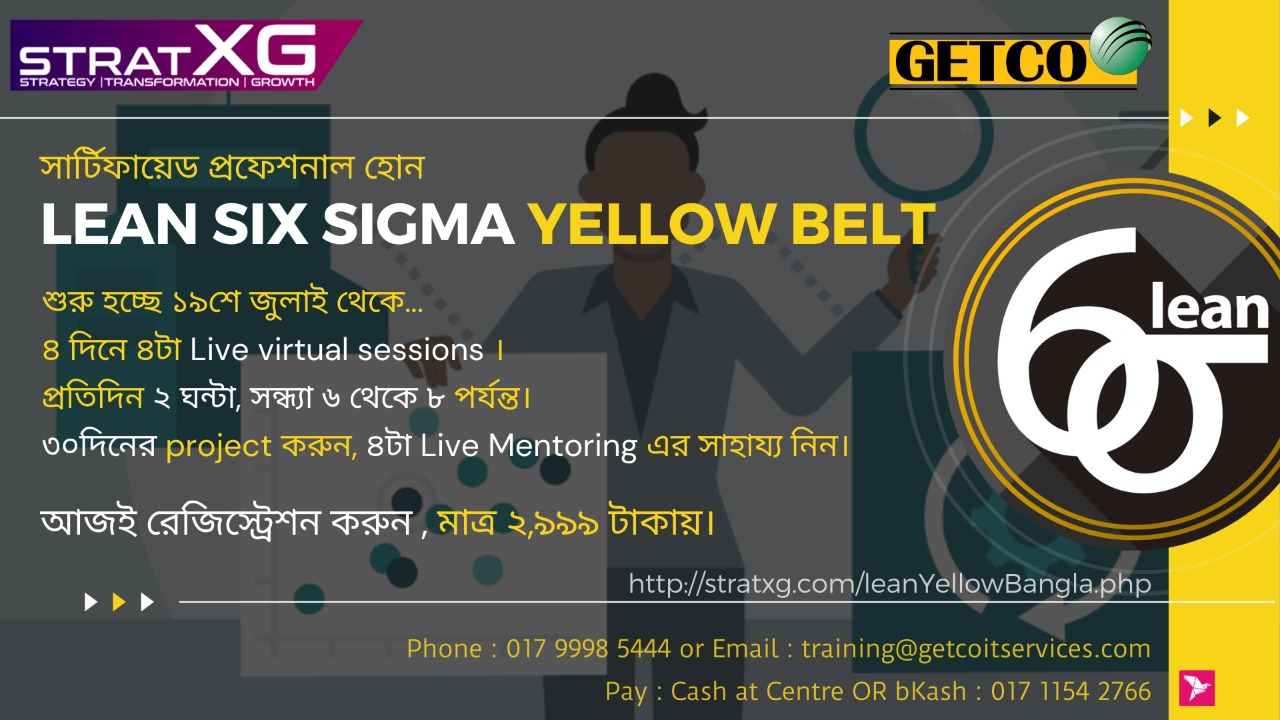 STRATXG
STRATEGY |TRANSFORMATION | GROWTH
GETCO
সার্টিফায়েড প্রফেশনাল হোন
LEAN SIX SIGMA YELLOW BELT
শুরু হচ্ছে ১৯শে জুলাই থেকে...
৪ দিনে ৪টা Live virtual sessions ।
প্রতিদিন ২ ঘন্টা, সন্ধ্যা ৬ থেকে ৮ পর্যন্ত।
৩০দিনের project করুন, ৪টা Live Mentoring এর সাহায্য নিন।
আজই রেজিস্ট্রেশন করুন , মাত্র ২,৯৯৯ টাকায়।
6σ lean
http://stratxg.com/leanYellowBangla.php
Phone : 017 9998 5444 or Email : training@getcoitservices.com
Pay : Cash at Centre OR bKash : 017 1154 2766